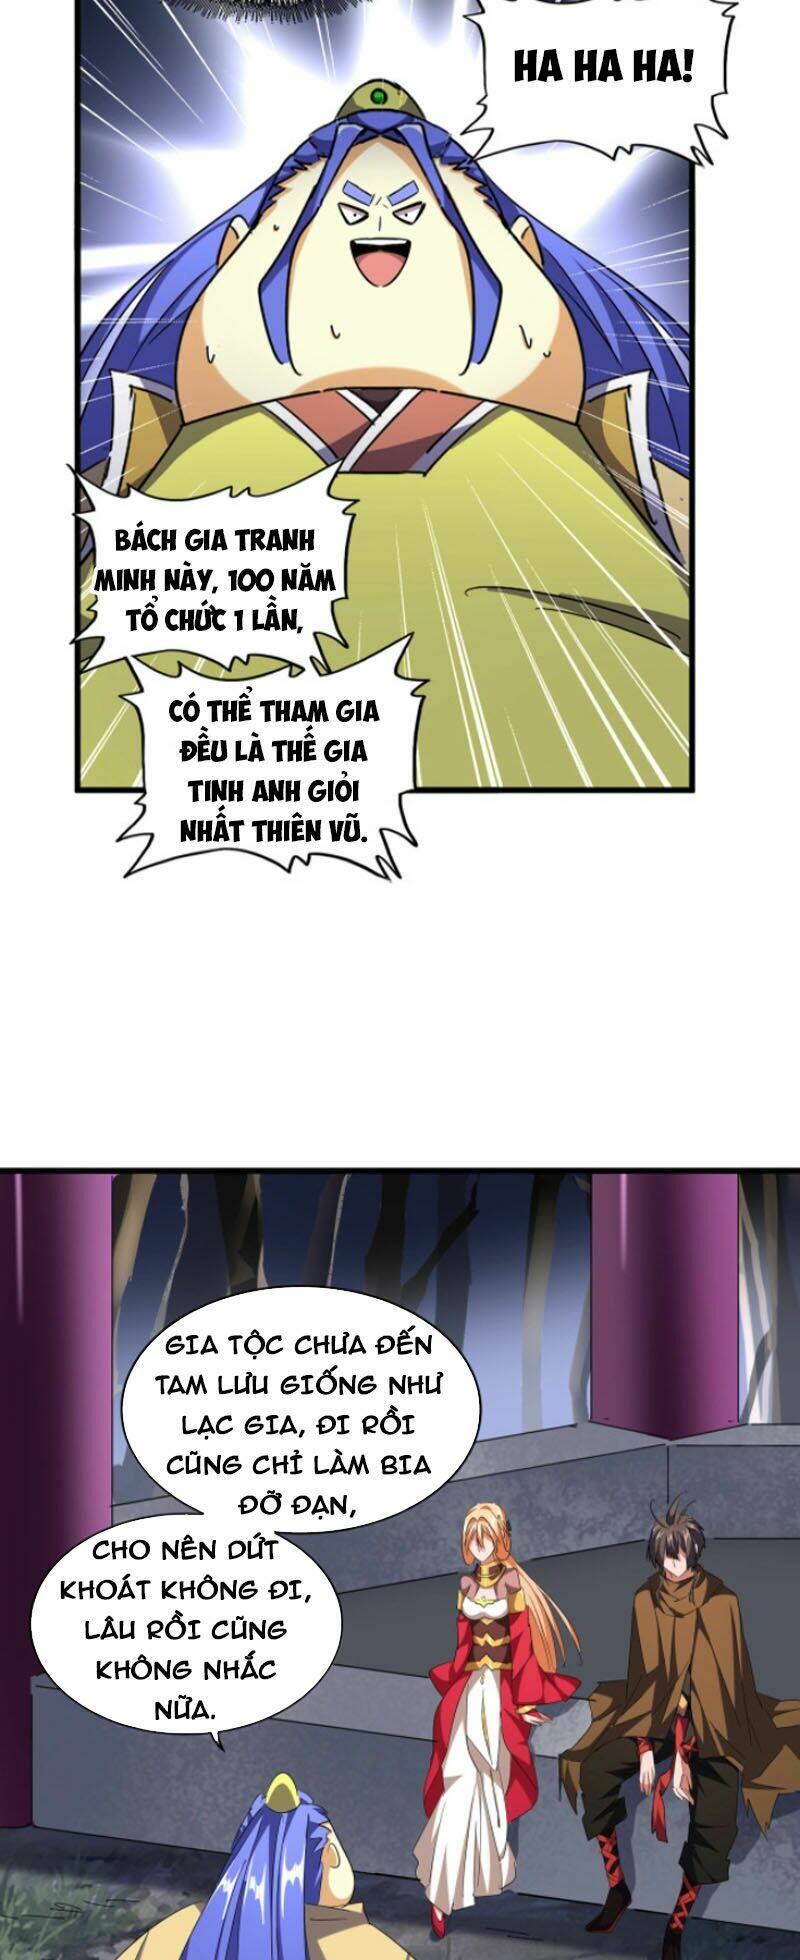 HA HA HA!
BÁCH GIA TRANH
MINH NÀY, 100 NĂM
TỔ CHỨC 1 LẦN,
CÓ THỂ THAM GIA
ĐỀU LÀ THẾ GIA
TINH ANH GIỎI
NHẤT THIÊN VŨ.
GIA TỘC CHƯA ĐẾN
TAM LƯU GIỐNG NHƯ
LẠC GIA, ĐI RỒI
CŨNG CHỈ LÀM BIA
ĐỠ ĐẠN,
CHO NÊN DỨT
KHOÁT KHÔNG ĐI,
LÂU RỒI CŨNG
KHÔNG NHẮC
NỮA.